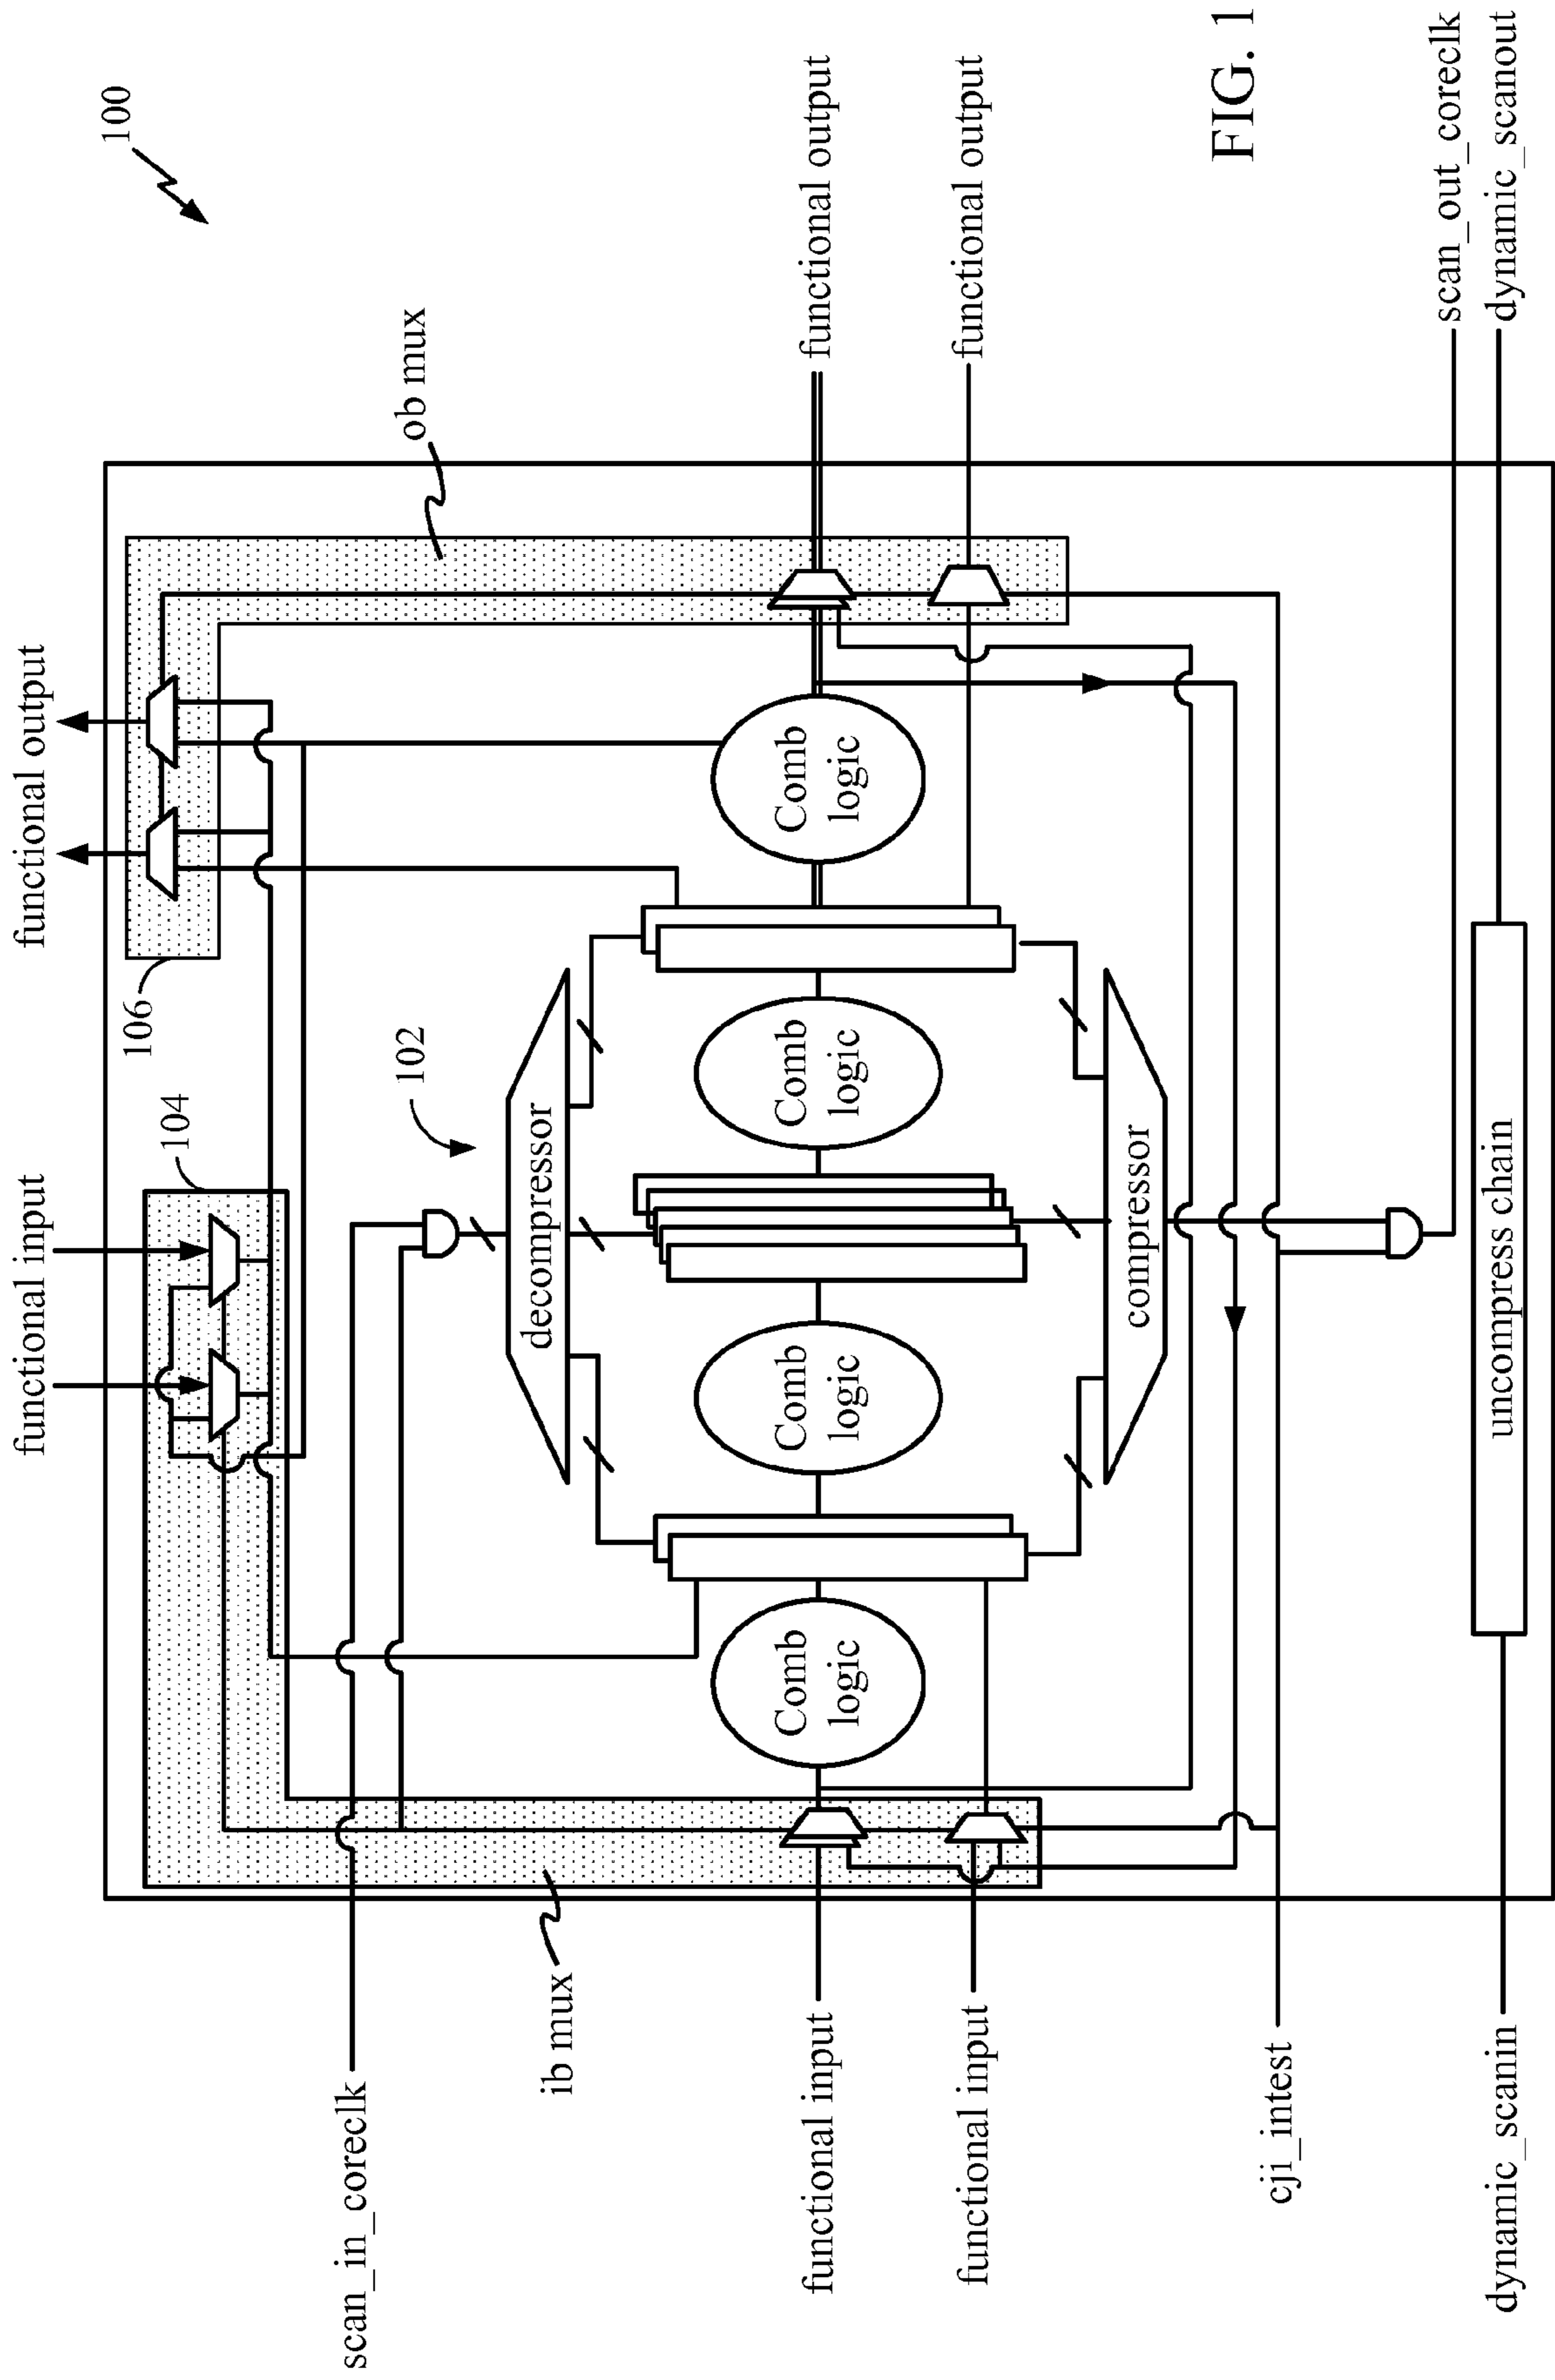 100
functional input
functional output
104
106
ob mux
scan_in_coreclk
102
ib mux
decompressor
Comb
logic
Comb
logic
Comb
logic
Comb
logic
functional input
functional output
functional input
functional output
compressor
cji_intest
FIG. 1
scan_out_coreclk
dynamic_scanin
uncompress chain
dynamic_scanout